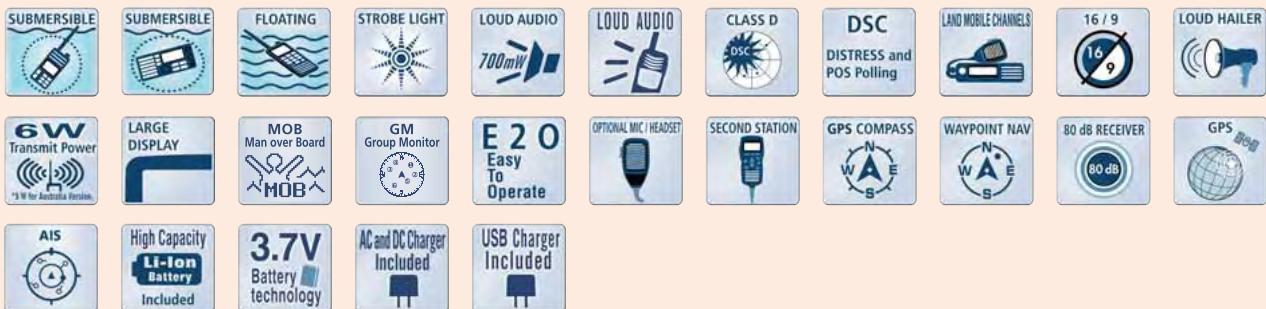 SUBMERSIBLE
SUBMERSIBLE
FLOATING
STROBE LIGHT
LOUD AUDIO
700mW
LOUD AUDIO
CLASS D
DSC
DSC
DISTRESS and
POS Polling
LAND MOBILE CHANNELS
16 / 9
16
9
LOUD HAILER
6W
Transmit Power
*5 W for Australia Version
LARGE
DISPLAY
MOB
Man over Board
MOB
GM
Group Monitor
E 2 O
Easy
To
Operate
OPTIONAL MIC / HEADSET
SECOND STATION
GPS COMPASS
N
W E
S
WAYPOINT NAV
N
W E
S
80 dB RECEIVER
80 dB
GPS
AIS
High Capacity
Li-Ion
Battery
Included
3.7V
Battery
technology
AC and DC Charger
Included
USB Charger
Included